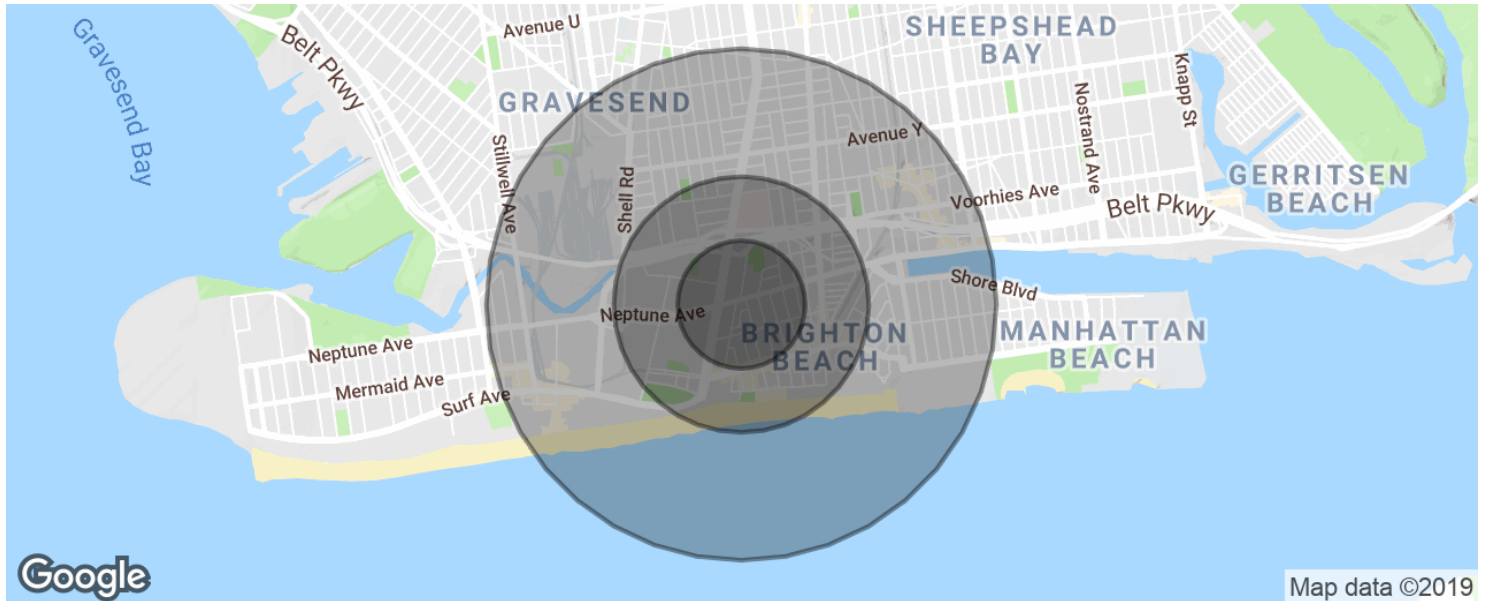 Gravesend Bay
Belt Pkwy
Avenue U
SHEEPSHEAD
BAY
Knapp St
GRAVESEND
Nostrand Ave
Avenue Y
Stillwell Ave
Shell Rd
GERRITSEN
BEACH
Voorhies Ave
Belt Pkwy
Shore Blvd
Neptune Ave
BRIGHTON
BEACH
MANHATTAN
BEACH
Neptune Ave
Mermaid Ave
Surf Ave
Google
Map data ©2019